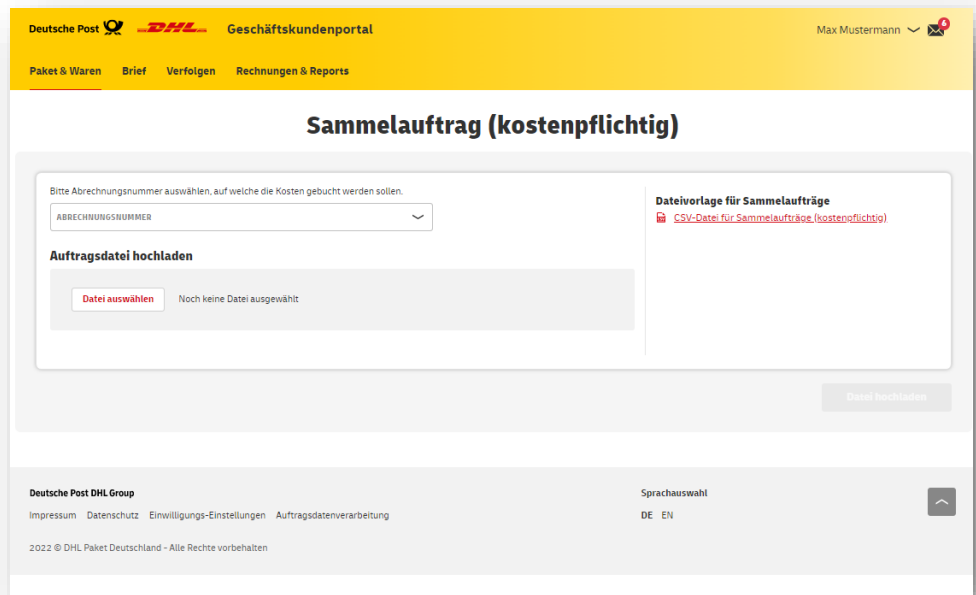 Deutsche Post DHL Geschäftskundenportal Max Mustermann 6
Paket & Waren Brief Verfolgen Rechnungen & Reports
Sammelauftrag (kostenpflichtig)
Bitte Abrechnungsnummer auswählen, auf welche die Kosten gebucht werden sollen.
ABRECHNUNGSNUMMER
Dateivorlage für Sammelaufträge
CSV-Datei für Sammelaufträge (kostenpflichtig)
Auftragsdatei hochladen
Datei auswählen Noch keine Datei ausgewählt
Datei hochladen
Deutsche Post DHL Group
Impressum Datenschutz Einwilligungs-Einstellungen Auftragsdatenverarbeitung
2022 © DHL Paket Deutschland - Alle Rechte vorbehalten
Sprachauswahl
DE EN